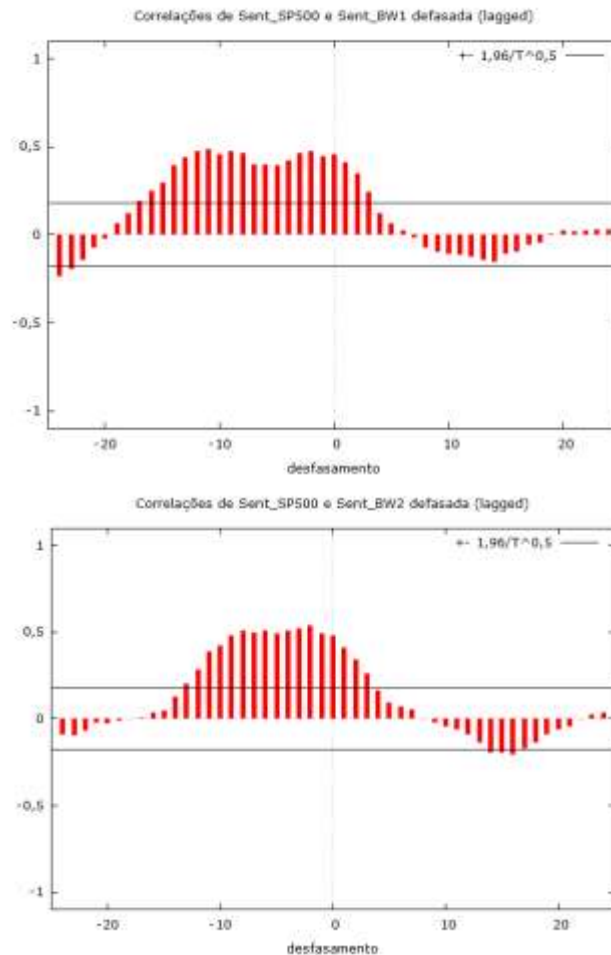 Correlações de Sent_SP500 e Sent_BW1 defasada (lagged)
+- 1,96/T^0,5
1
0,5
0
-0,5
-1
-20 -10 0 10 20
desfasamento
Correlações de Sent_SP500 e Sent_BW2 defasada (lagged)
+- 1,96/T^0,5
1
0,5
0
-0,5
-1
-20 -10 0 10 20
desfasamento